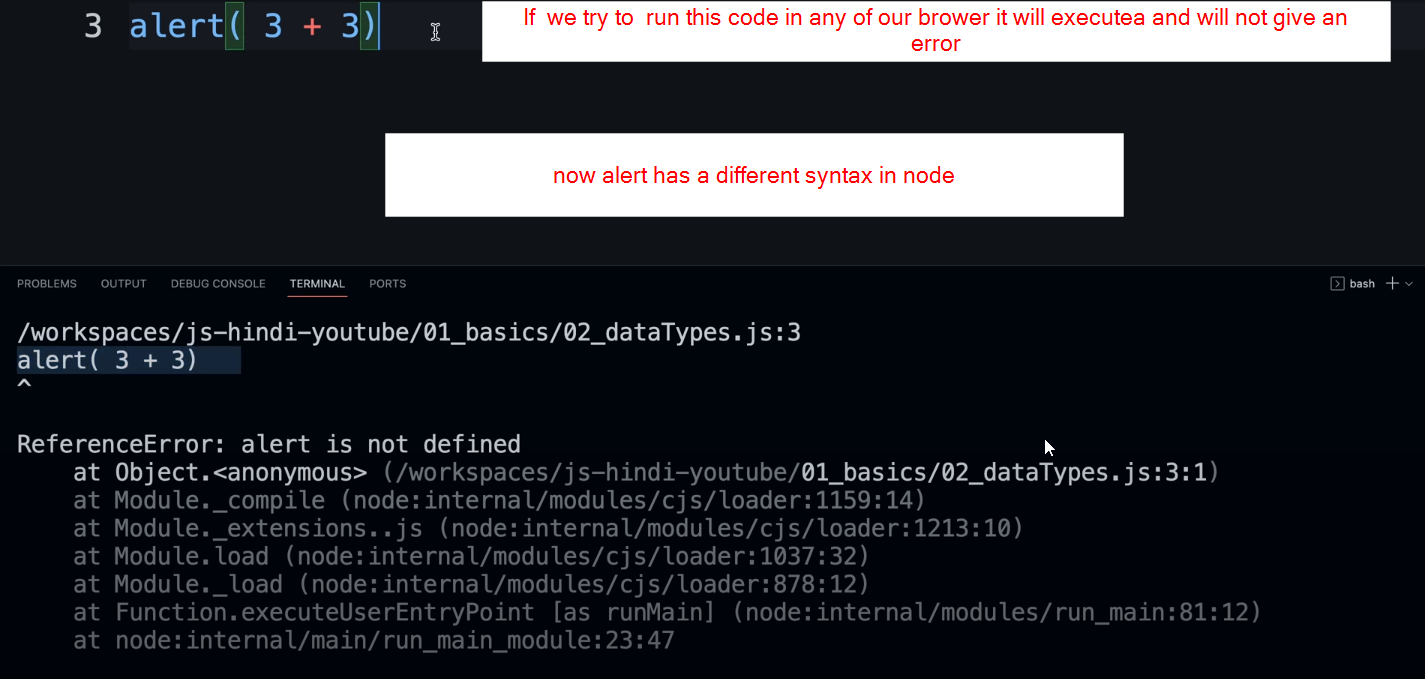 3 alert( 3 + 3)
If we try to run this code in any of our brower it will executea and will not give an
error
now alert has a different syntax in node
PROBLEMS OUTPUT DEBUG CONSOLE TERMINAL PORTS bash
/workspaces/js-hindi-youtube/01_basics/02_dataTypes.js:3
alert( 3 + 3)
^
ReferenceError: alert is not defined
at Object.<anonymous> (/workspaces/js-hindi-youtube/01_basics/02_dataTypes.js:3:1)
at Module._compile (node:internal/modules/cjs/loader:1159:14)
at Module._extensions..js (node:internal/modules/cjs/loader:1213:10)
at Module.load (node:internal/modules/cjs/loader:1037:32)
at Module._load (node:internal/modules/cjs/loader:878:12)
at Function.executeUserEntryPoint [as runMain] (node:internal/modules/run_main:81:12)
at node:internal/main/run_main_module:23:47